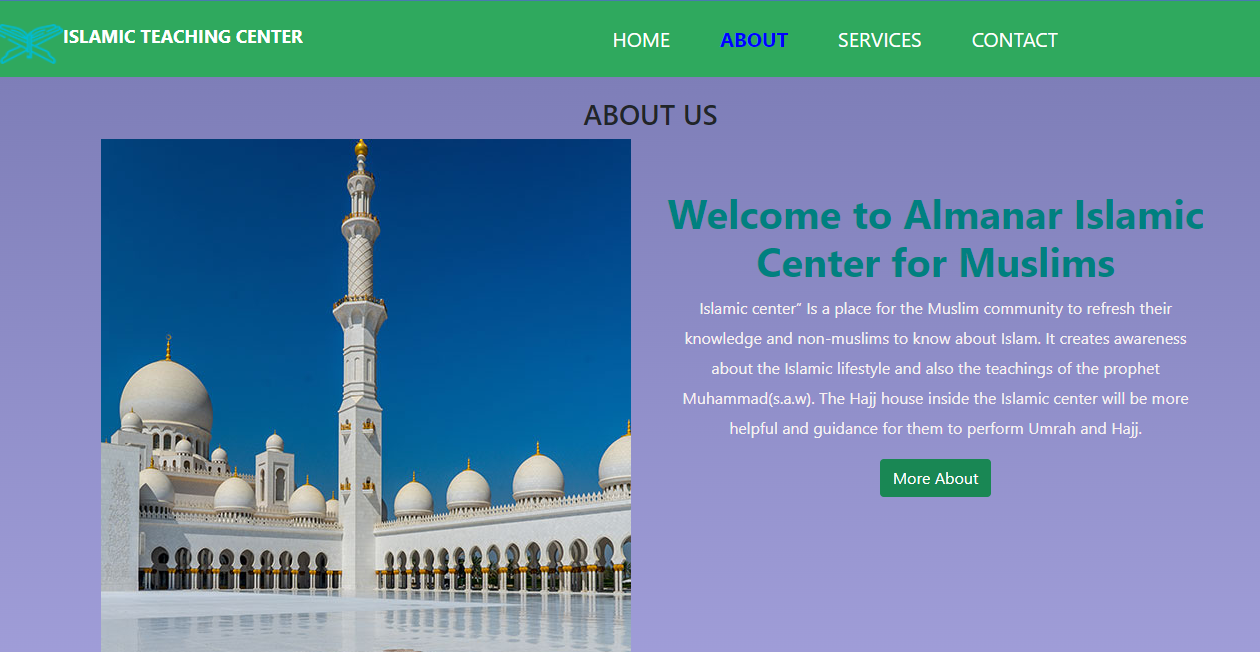 ISLAMIC TEACHING CENTER
HOME
ABOUT
SERVICES
CONTACT
ABOUT US
Welcome to Almanar Islamic
Center for Muslims
Islamic center” Is a place for the Muslim community to refresh their
knowledge and non-muslims to know about Islam. It creates awareness
about the Islamic lifestyle and also the teachings of the prophet
Muhammad(s.a.w). The Hajj house inside the Islamic center will be more
helpful and guidance for them to perform Umrah and Hajj.
More About